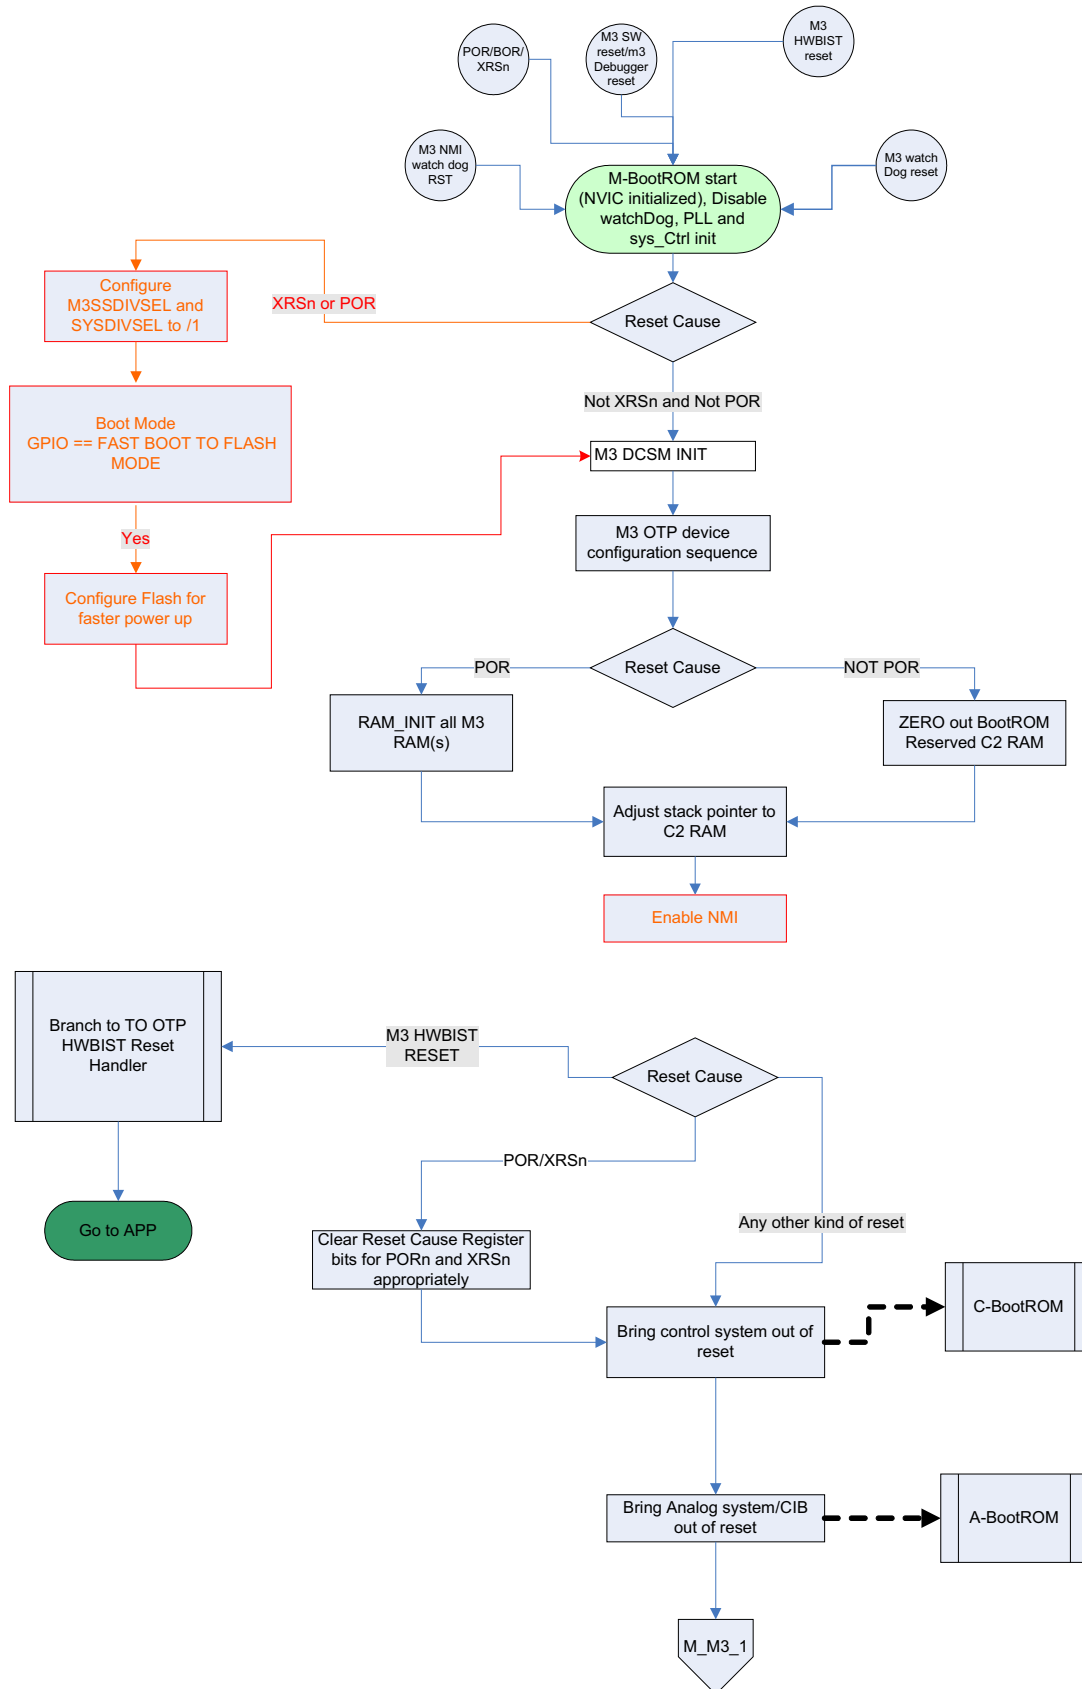 M3
HWBIST
reset
M3 SW
reset/m3
Debugger
reset
POR/BOR/
XRSn
M3 NMI
watch dog
RST
M3 watch
Dog reset
M-BootROM start
(NVIC initialized), Disable
watchDog, PLL and
sys_Ctrl init
Configure
M3SSDIVSEL and
SYSDIVSEL to /1
XRSn or POR
Reset Cause
Not XRSn and Not POR
Boot Mode
GPIO == FAST BOOT TO FLASH
MODE
M3 DCSM INIT
Yes
M3 OTP device
configuration sequence
Configure Flash for
faster power up
POR
Reset Cause
NOT POR
RAM_INIT all M3
RAM(s)
ZERO out BootROM
Reserved C2 RAM
Adjust stack pointer to
C2 RAM
Enable NMI
Branch to TO OTP
HWBIST Reset
Handler
M3 HWBIST
RESET
Reset Cause
POR/XRSn
Go to APP
Any other kind of reset
Clear Reset Cause Register
bits for PORn and XRSn
appropriately
C-BootROM
Bring control system out of
reset
Bring Analog system/CIB
out of reset
A-BootROM
M_M3_1